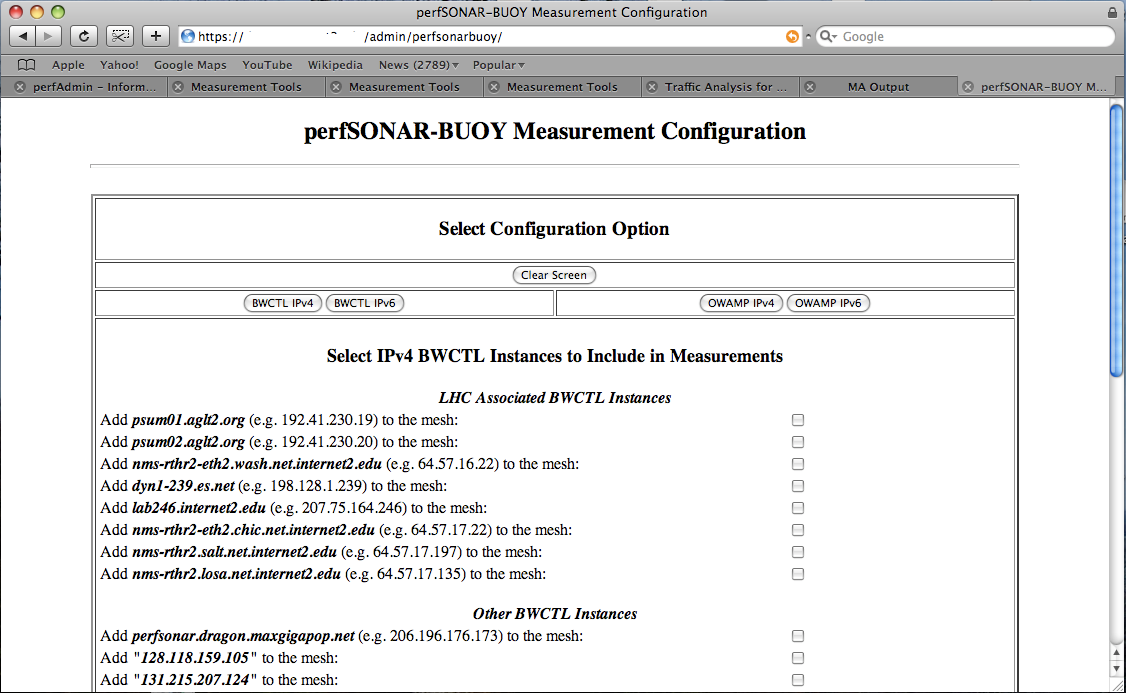 perfSONAR-BUOY Measurement Configuration
https:// /admin/perfsonarbuoy/
Google
Apple Yahoo! Google Maps YouTube Wikipedia News (2789) Popular
perfAdmin – Inform... Measurement Tools Measurement Tools Measurement Tools Traffic Analysis for ... MA Output perfSONAR-BUOY M...
perfSONAR-BUOY Measurement Configuration
Select Configuration Option
Clear Screen
BWCTL IPv4 BWCTL IPv6 OWAMP IPv4 OWAMP IPv6
Select IPv4 BWCTL Instances to Include in Measurements
LHC Associated BWCTL Instances
Add psum01.aglt2.org (e.g. 192.41.230.19) to the mesh:
Add psum02.aglt2.org (e.g. 192.41.230.20) to the mesh:
Add nms-rthr2-eth2.wash.net.internet2.edu (e.g. 64.57.16.22) to the mesh:
Add dyn1-239.es.net (e.g. 198.128.1.239) to the mesh:
Add lab246.internet2.edu (e.g. 207.75.164.246) to the mesh:
Add nms-rthr2-eth2.chic.net.internet2.edu (e.g. 64.57.17.22) to the mesh:
Add nms-rthr2.salt.net.internet2.edu (e.g. 64.57.17.197) to the mesh:
Add nms-rthr2.losa.net.internet2.edu (e.g. 64.57.17.135) to the mesh:
Other BWCTL Instances
Add perfsonar.dragon.maxgigapop.net (e.g. 206.196.176.173) to the mesh:
Add "128.118.159.105" to the mesh:
Add "131.215.207.124" to the mesh: